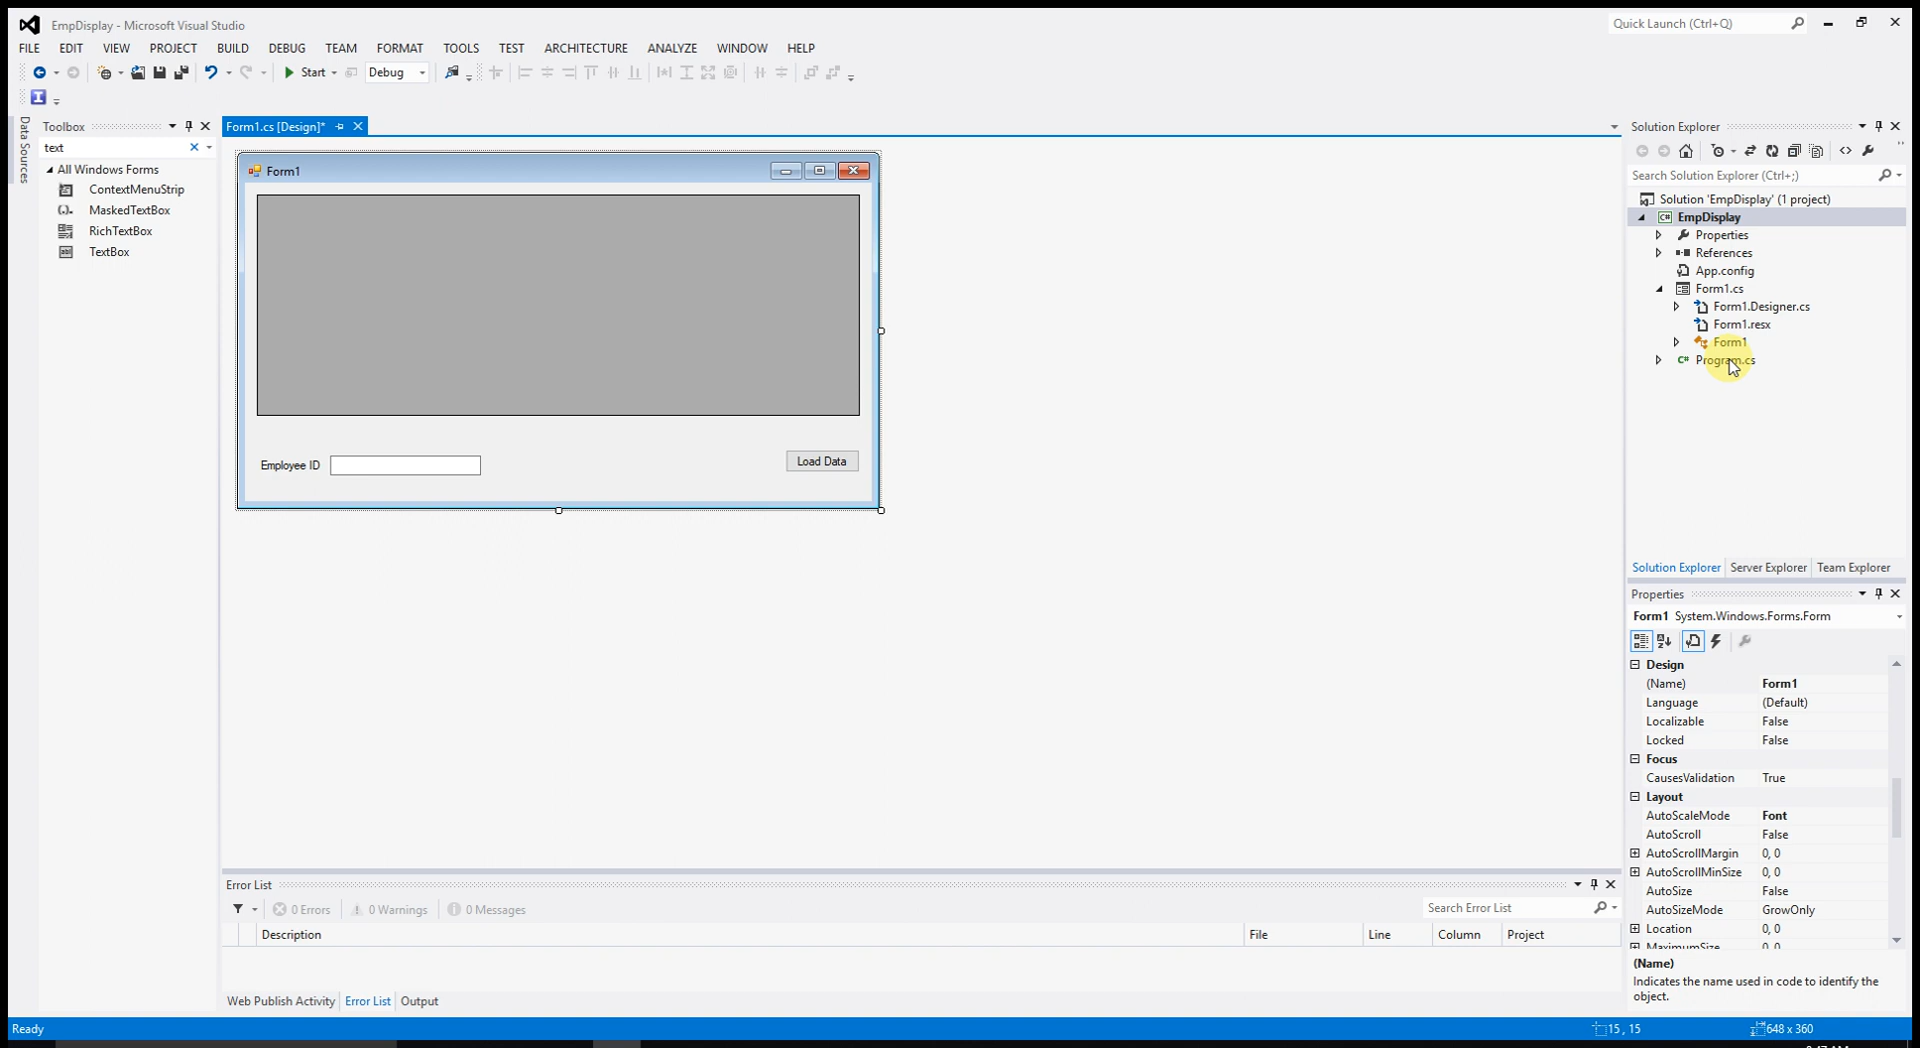 EmpDisplay - Microsoft Visual Studio
Quick Launch (Ctrl+Q)
FILE EDIT VIEW PROJECT BUILD DEBUG TEAM FORMAT TOOLS TEST ARCHITECTURE ANALYZE WINDOW HELP
Start Debug
Data Sources
Toolbox
text
All Windows Forms
ContextMenuStrip
MaskedTextBox
RichTextBox
TextBox
Form1.cs [Design]*
Form1
Employee ID
Load Data
Solution Explorer
Search Solution Explorer (Ctrl+;)
Solution 'EmpDisplay' (1 project)
EmpDisplay
Properties
References
App.config
Form1.cs
Form1.Designer.cs
Form1.resx
Form1
Program.cs
Solution Explorer Server Explorer Team Explorer
Properties
Form1 System.Windows.Forms.Form
Design
(Name) Form1
Language (Default)
Localizable False
Locked False
Focus
CausesValidation True
Layout
AutoScaleMode Font
AutoScroll False
AutoScrollMargin 0, 0
AutoScrollMinSize 0, 0
AutoSize False
AutoSizeMode GrowOnly
Location 0, 0
MaximumSize 0, 0
(Name)
Indicates the name used in code to identify the
object.
Error List
0 Errors 0 Warnings 0 Messages
Search Error List
Description File Line Column Project
Web Publish Activity Error List Output
Ready
15 , 15
648 x 360